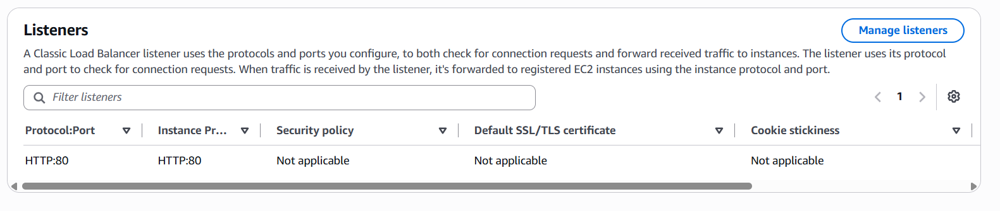 Listeners
Manage listeners
A Classic Load Balancer listener uses the protocols and ports you configure, to both check for connection requests and forward received traffic to instances. The listener uses its protocol
and port to check for connection requests. When traffic is received by the listener, it's forwarded to registered EC2 instances using the instance protocol and port.
Filter listeners
1
Protocol:Port Instance Pr... Security policy Default SSL/TLS certificate Cookie stickiness
HTTP:80 HTTP:80 Not applicable Not applicable Not applicable